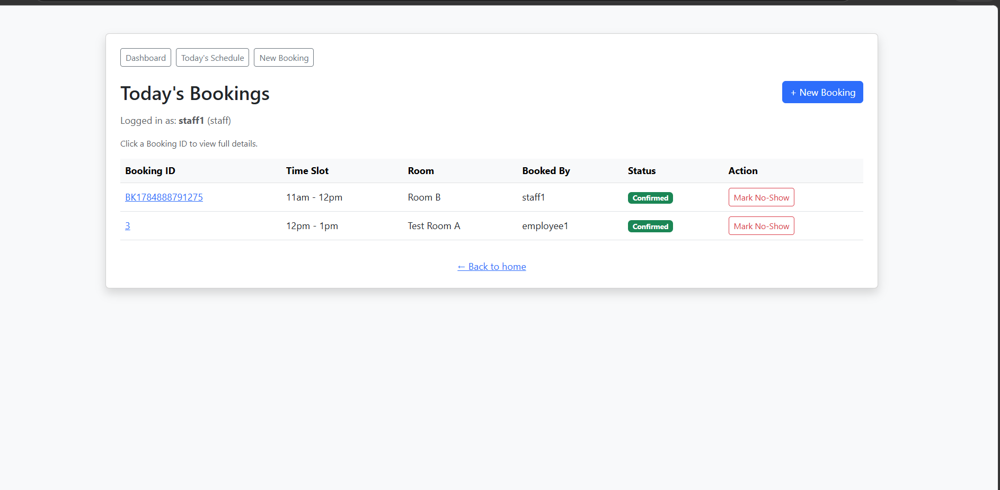 Dashboard Today's Schedule New Booking
Today's Bookings + New Booking
Logged in as: staff1 (staff)
Click a Booking ID to view full details.
Booking ID Time Slot Room Booked By Status Action
BK1784888791275 11am - 12pm Room B staff1 Confirmed Mark No-Show
3 12pm - 1pm Test Room A employee1 Confirmed Mark No-Show
← Back to home